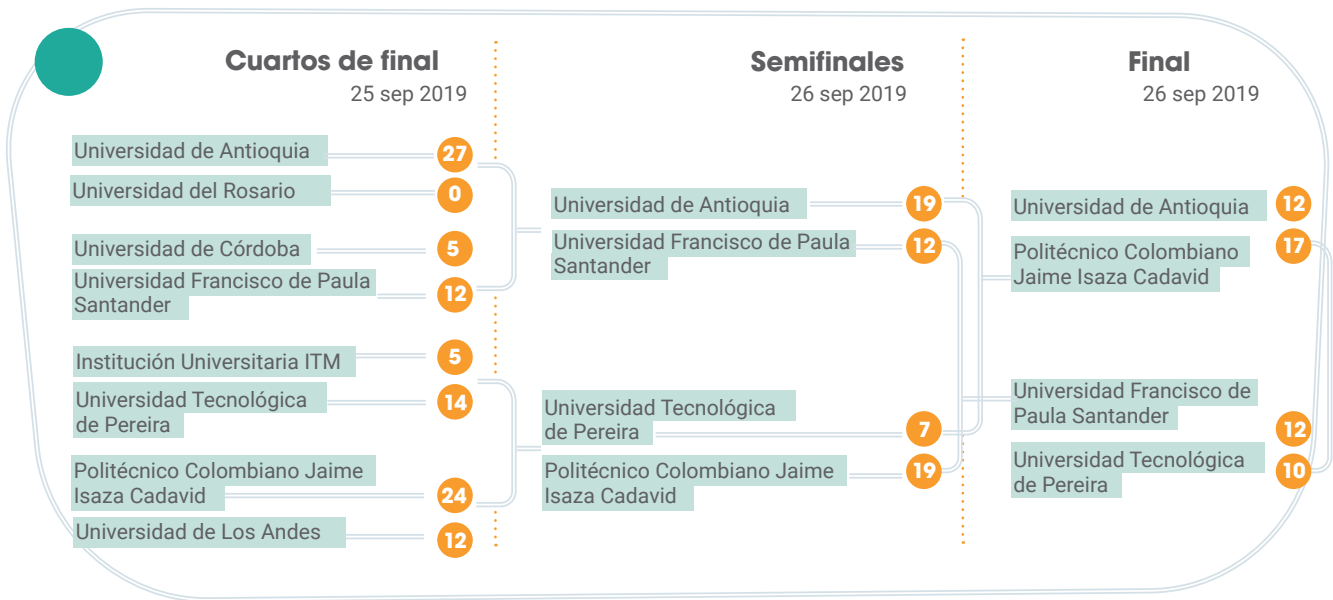 Cuartos de final
25 sep 2019
Universidad de Antioquia
27
Universidad del Rosario
0
Universidad de Córdoba
5
Universidad Francisco de Paula
Santander
12
Institución Universitaria ITM
5
Universidad Tecnológica
de Pereira
14
Politécnico Colombiano Jaime
Isaza Cadavid
24
Universidad de Los Andes
12
Semifinales
26 sep 2019
Universidad de Antioquia
19
Universidad Francisco de Paula
Santander
12
Universidad Tecnológica
de Pereira
7
Politécnico Colombiano Jaime
Isaza Cadavid
19
Final
26 sep 2019
Universidad de Antioquia
12
Politécnico Colombiano
Jaime Isaza Cadavid
17
Universidad Francisco de
Paula Santander
12
Universidad Tecnológica
de Pereira
10